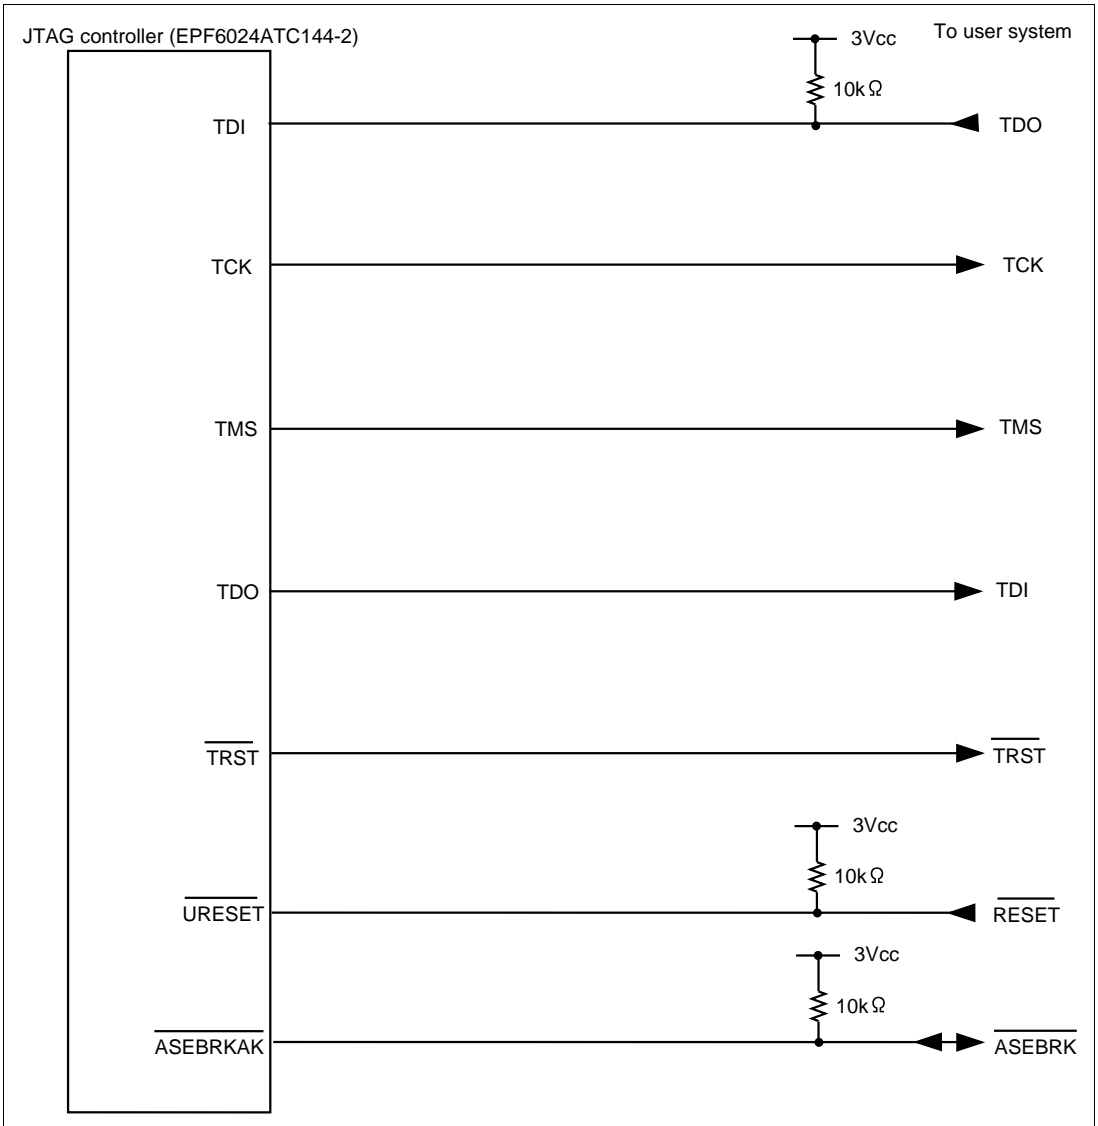 JTAG controller (EPF6024ATC144-2)
To user system
3Vcc
10kΩ
TDI
TDO
TCK
TCK
TMS
TMS
TDO
TDI
TRST
TRST
3Vcc
10kΩ
URESET
RESET
3Vcc
10kΩ
ASEBRKAK
ASEBRK